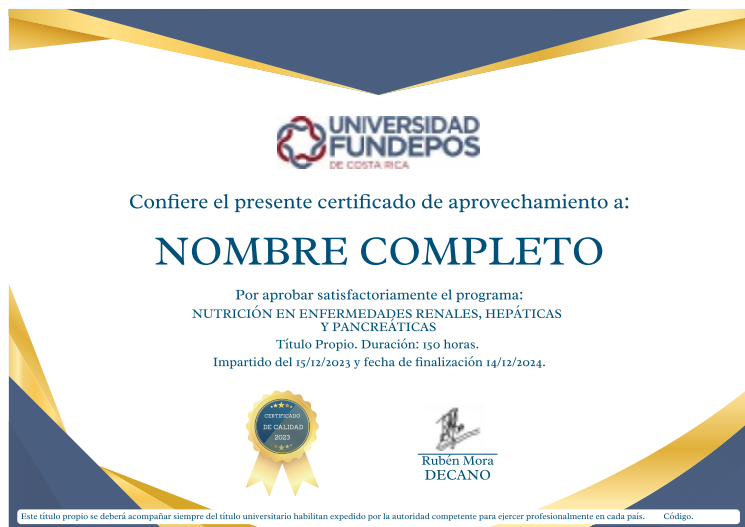 UNIVERSIDAD
FUNDEPOS
DE COSTA RICA
Confiere el presente certificado de aprovechamiento a:
NOMBRE COMPLETO
Por aprobar satisfactoriamente el programa:
NUTRICIÓN EN ENFERMEDADES RENALES, HEPÁTICAS
Y PANCREÁTICAS
Título Propio. Duración: 150 horas.
Impartido del 15/12/2023 y fecha de finalización 14/12/2024.
CERTIFICADO
DE CALIDAD
2023
Rubén Mora
DECANO
Este título propio se deberá acompañar siempre del título universitario habilitan expedido por la autoridad competente para ejercer profesionalmente en cada país. Código.